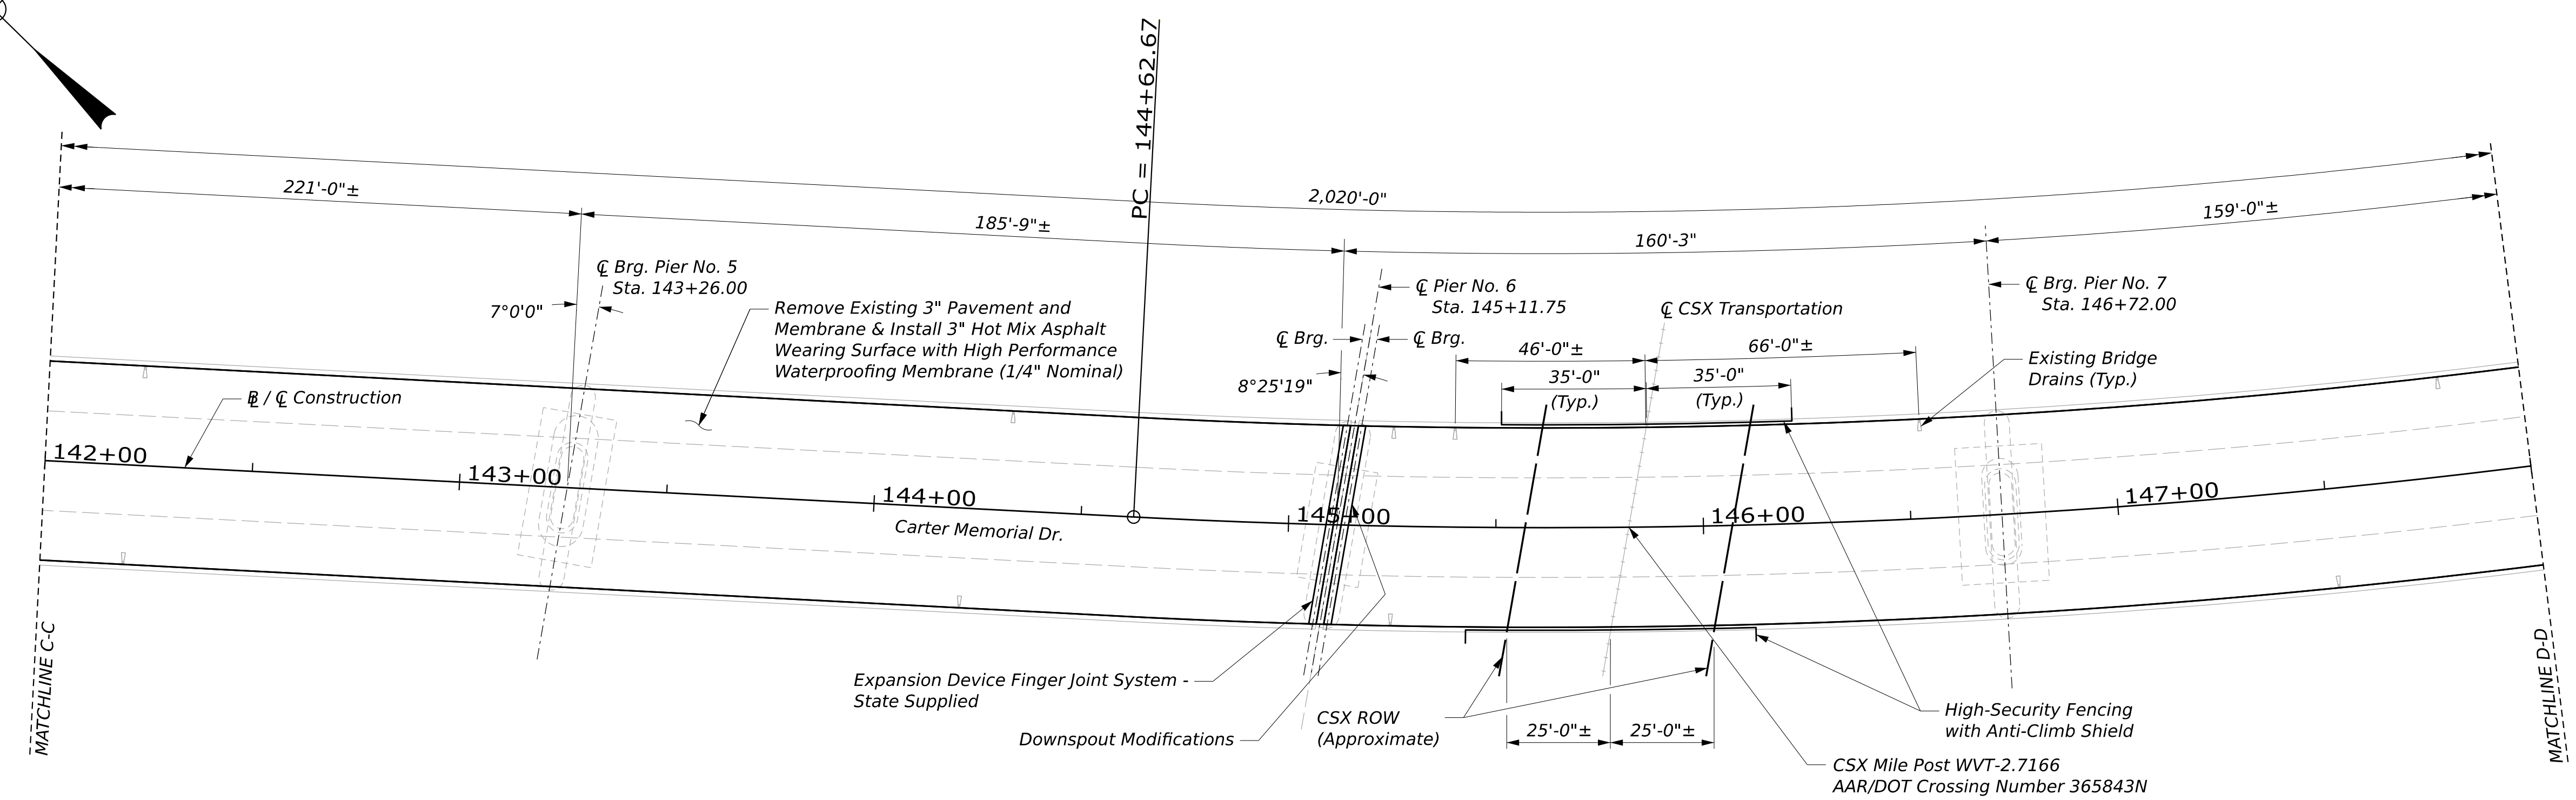 PC = 144+62.67
221'-0"±
2,020'-0"
185'-9"±
160'-3"
159'-0"±
℄ Brg. Pier No. 5
Sta. 143+26.00
7°0'0"
Remove Existing 3" Pavement and
Membrane & Install 3" Hot Mix Asphalt
Wearing Surface with High Performance
Waterproofing Membrane (1/4" Nominal)
℄ Pier No. 6
Sta. 145+11.75
℄ Brg.
℄ Brg.
8°25'19"
℄ CSX Transportation
46'-0"±
66'-0"±
35'-0"
(Typ.)
35'-0"
(Typ.)
℄ Brg. Pier No. 7
Sta. 146+72.00
Existing Bridge
Drains (Typ.)
B / ℄ Construction
142+00
143+00
144+00
145+00
146+00
147+00
Carter Memorial Dr.
MATCHLINE C-C
MATCHLINE D-D
Expansion Device Finger Joint System -
State Supplied
Downspout Modifications
CSX ROW
(Approximate)
25'-0"±
25'-0"±
High-Security Fencing
with Anti-Climb Shield
CSX Mile Post WVT-2.7166
AAR/DOT Crossing Number 365843N